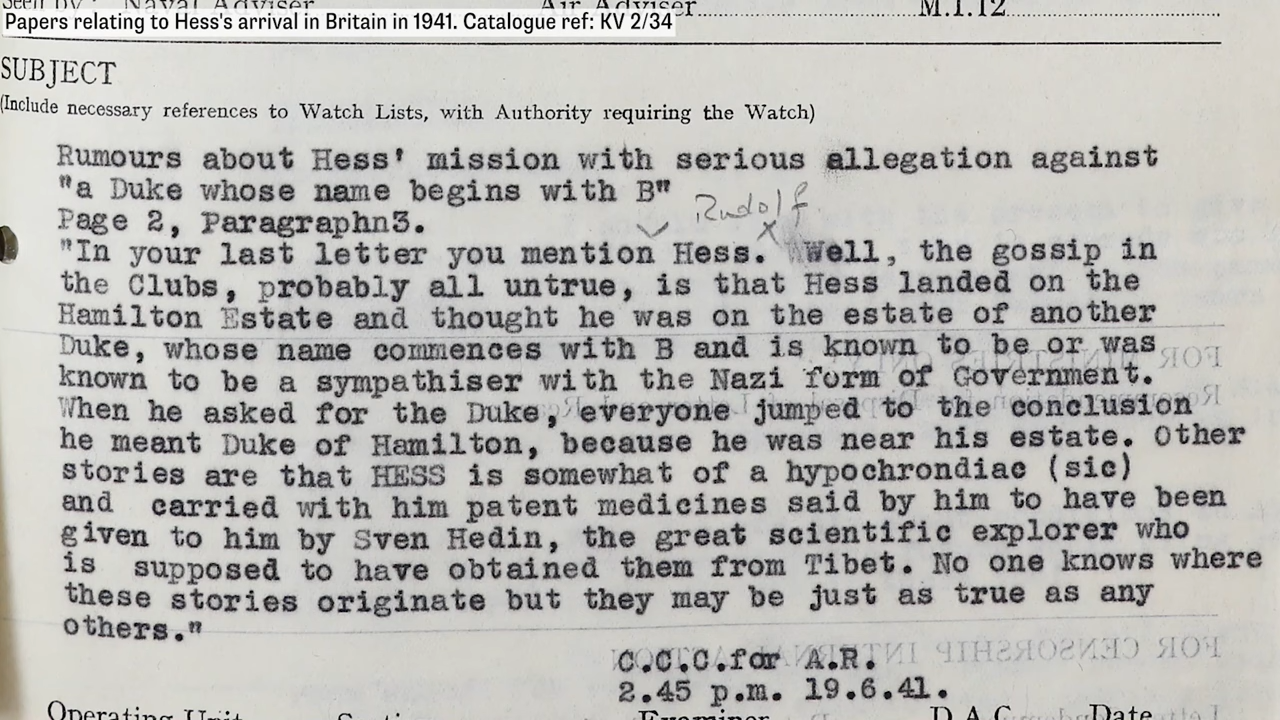 Seen by: Naval Adviser Air Adviser M.I.12
Papers relating to Hess's arrival in Britain in 1941. Catalogue ref: KV 2/34
SUBJECT
(Include necessary references to Watch Lists, with Authority requiring the Watch)
Rumours about Hess' mission with serious allegation against
"a Duke whose name begins with B"
Rudolf
Page 2, Paragraphn3.
"In your last letter you mention Hess. Well, the gossip in
the Clubs, probably all untrue, is that Hess landed on the
Hamilton Estate and thought he was on the estate of another
Duke, whose name commences with B and is known to be or was
known to be a sympathiser with the Nazi form of Government.
When he asked for the Duke, everyone jumped to the conclusion
he meant Duke of Hamilton, because he was near his estate. Other
stories are that HESS is somewhat of a hypochrondiac (sic)
and carried with him patent medicines said by him to have been
given to him by Sven Hedin, the great scientific explorer who
is supposed to have obtained them from Tibet. No one knows where
these stories originate but they may be just as true as any
others."
FOR CENSORSHIP INTERNAL
C.C.C.for A.R.
2.45 p.m. 19.6.41.
Operating Unit Section Examiner D.A.C. Date